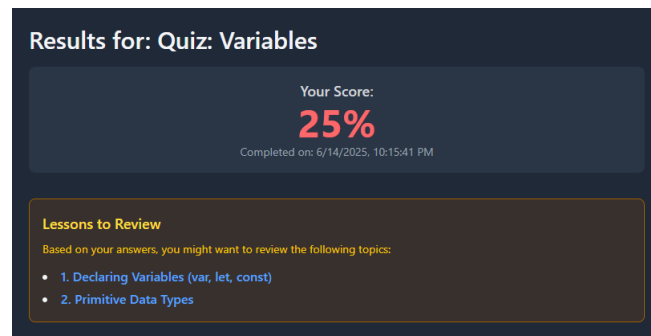 Results for: Quiz: Variables
Your Score:
25%
Completed on: 6/14/2025, 10:15:41 PM
Lessons to Review
Based on your answers, you might want to review the following topics:
• 1. Declaring Variables (var, let, const)
• 2. Primitive Data Types